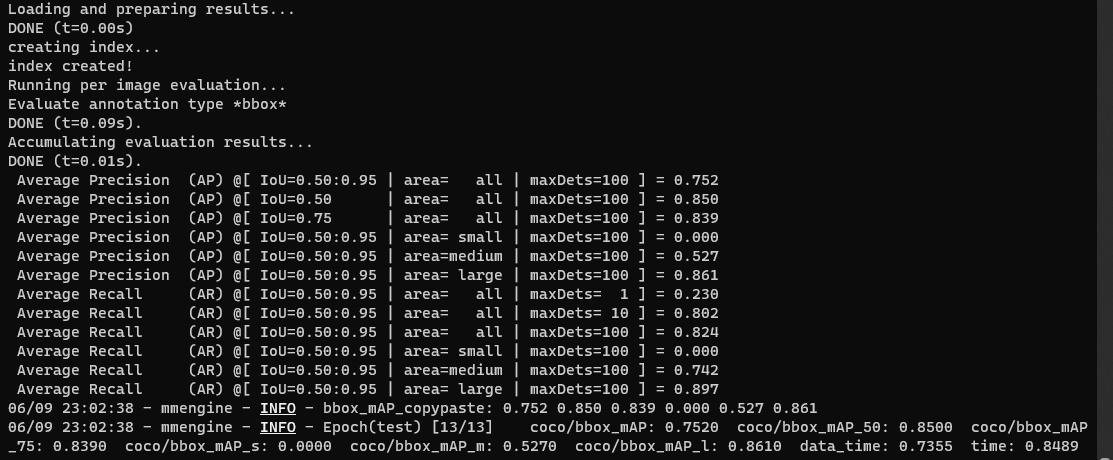 Loading and preparing results...
DONE (t=0.00s)
creating index...
index created!
Running per image evaluation...
Evaluate annotation type *bbox*
DONE (t=0.09s).
Accumulating evaluation results...
DONE (t=0.01s).
 Average Precision  (AP) @[ IoU=0.50:0.95 | area=   all | maxDets=100 ] = 0.752
 Average Precision  (AP) @[ IoU=0.50      | area=   all | maxDets=100 ] = 0.850
 Average Precision  (AP) @[ IoU=0.75      | area=   all | maxDets=100 ] = 0.839
 Average Precision  (AP) @[ IoU=0.50:0.95 | area= small | maxDets=100 ] = 0.000
 Average Precision  (AP) @[ IoU=0.50:0.95 | area=medium | maxDets=100 ] = 0.527
 Average Precision  (AP) @[ IoU=0.50:0.95 | area= large | maxDets=100 ] = 0.861
 Average Recall     (AR) @[ IoU=0.50:0.95 | area=   all | maxDets=  1 ] = 0.230
 Average Recall     (AR) @[ IoU=0.50:0.95 | area=   all | maxDets= 10 ] = 0.802
 Average Recall     (AR) @[ IoU=0.50:0.95 | area=   all | maxDets=100 ] = 0.824
 Average Recall     (AR) @[ IoU=0.50:0.95 | area= small | maxDets=100 ] = 0.000
 Average Recall     (AR) @[ IoU=0.50:0.95 | area=medium | maxDets=100 ] = 0.742
 Average Recall     (AR) @[ IoU=0.50:0.95 | area= large | maxDets=100 ] = 0.897
06/09 23:02:38 - mmengine - INFO - bbox_mAP_copypaste: 0.752 0.850 0.839 0.000 0.527 0.861
06/09 23:02:38 - mmengine - INFO - Epoch(test) [13/13]    coco/bbox_mAP: 0.7520  coco/bbox_mAP_50: 0.8500  coco/bbox_mAP
_75: 0.8390  coco/bbox_mAP_s: 0.0000  coco/bbox_mAP_m: 0.5270  coco/bbox_mAP_l: 0.8610  data_time: 0.7355  time: 0.8489